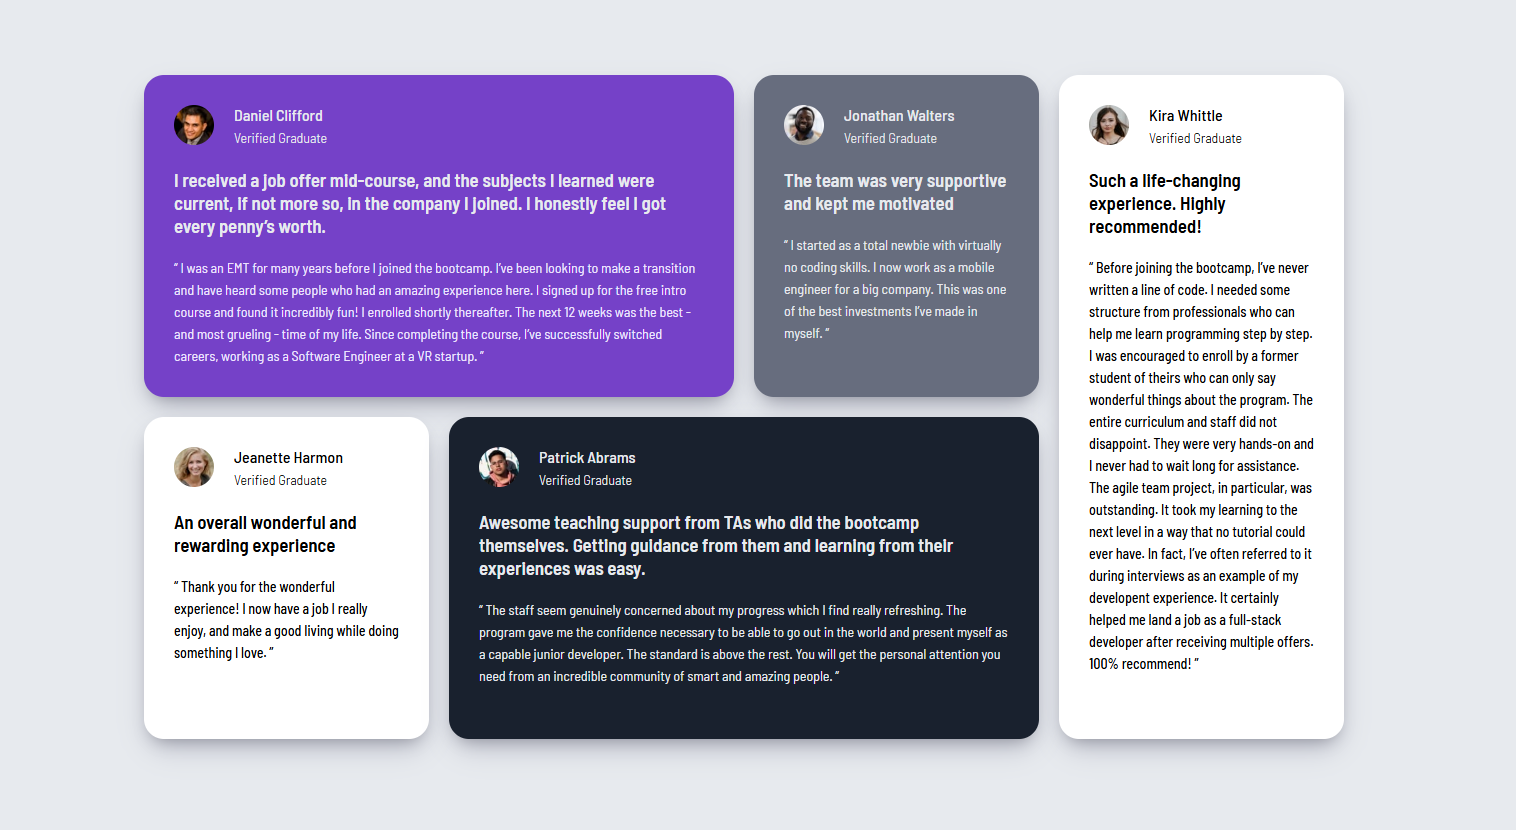 Daniel Clifford
Verified Graduate
I received a job offer mid-course, and the subjects I learned were
current, if not more so, in the company I joined. I honestly feel I got
every penny’s worth.
“ I was an EMT for many years before I joined the bootcamp. I’ve been looking to make a transition
and have heard some people who had an amazing experience here. I signed up for the free intro
course and found it incredibly fun! I enrolled shortly thereafter. The next 12 weeks was the best -
and most grueling - time of my life. Since completing the course, I’ve successfully switched
careers, working as a Software Engineer at a VR startup. ”
Jonathan Walters
Verified Graduate
The team was very supportive
and kept me motivated
“ I started as a total newbie with virtually
no coding skills. I now work as a mobile
engineer for a big company. This was one
of the best investments I’ve made in
myself. ”
Kira Whittle
Verified Graduate
Such a life-changing
experience. Highly
recommended!
“ Before joining the bootcamp, I’ve never
written a line of code. I needed some
structure from professionals who can
help me learn programming step by step.
I was encouraged to enroll by a former
student of theirs who can only say
wonderful things about the program. The
entire curriculum and staff did not
disappoint. They were very hands-on and
I never had to wait long for assistance.
The agile team project, in particular, was
outstanding. It took my learning to the
next level in a way that no tutorial could
ever have. In fact, I’ve often referred to it
during interviews as an example of my
developent experience. It certainly
helped me land a job as a full-stack
developer after receiving multiple offers.
100% recommend! ”
Jeanette Harmon
Verified Graduate
An overall wonderful and
rewarding experience
“ Thank you for the wonderful
experience! I now have a job I really
enjoy, and make a good living while doing
something I love. ”
Patrick Abrams
Verified Graduate
Awesome teaching support from TAs who did the bootcamp
themselves. Getting guidance from them and learning from their
experiences was easy.
“ The staff seem genuinely concerned about my progress which I find really refreshing. The
program gave me the confidence necessary to be able to go out in the world and present myself as
a capable junior developer. The standard is above the rest. You will get the personal attention you
need from an incredible community of smart and amazing people. ”